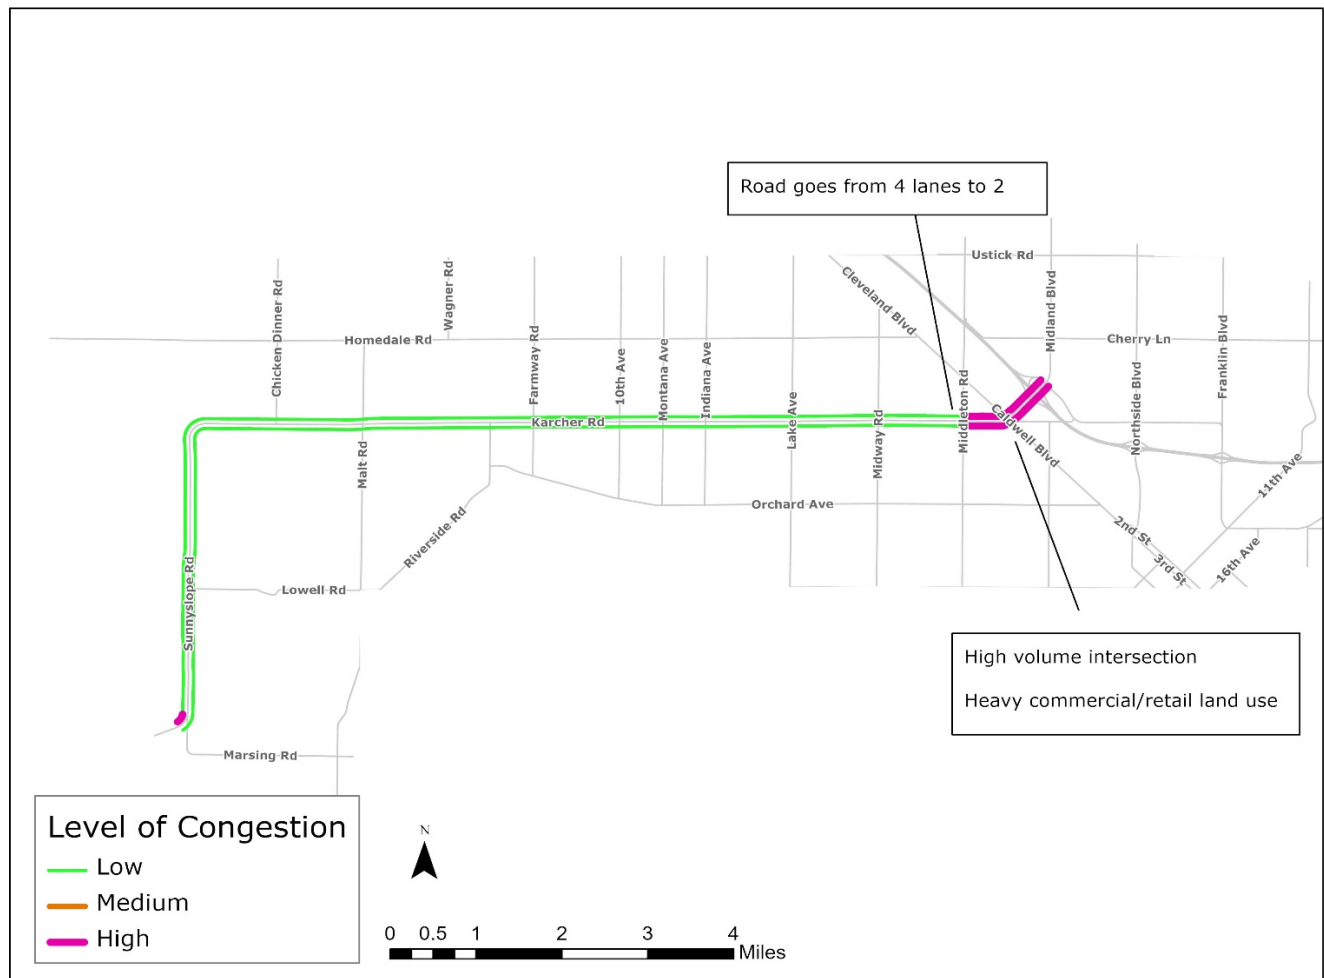 Road goes from 4 lanes to 2
Ustick Rd
Cleveland Blvd
Midland Blvd
Chicken Dinner Rd
Wagner Rd
Homedale Rd
Farmway Rd
10th Ave
Montana Ave
Indiana Ave
Cherry Ln
Franklin Blvd
Northside Blvd
Karcher Rd
Lake Ave
Midway Rd
Middleton Rd
Caldwell Blvd
Malt Rd
11th Ave
Orchard Ave
Riverside Rd
2nd St
3rd St
16th Ave
Sunnyslope Rd
Lowell Rd
High volume intersection
Heavy commercial/retail land use
Marsing Rd
Level of Congestion
Low
Medium
High
N
0 0.5 1 2 3 4
Miles